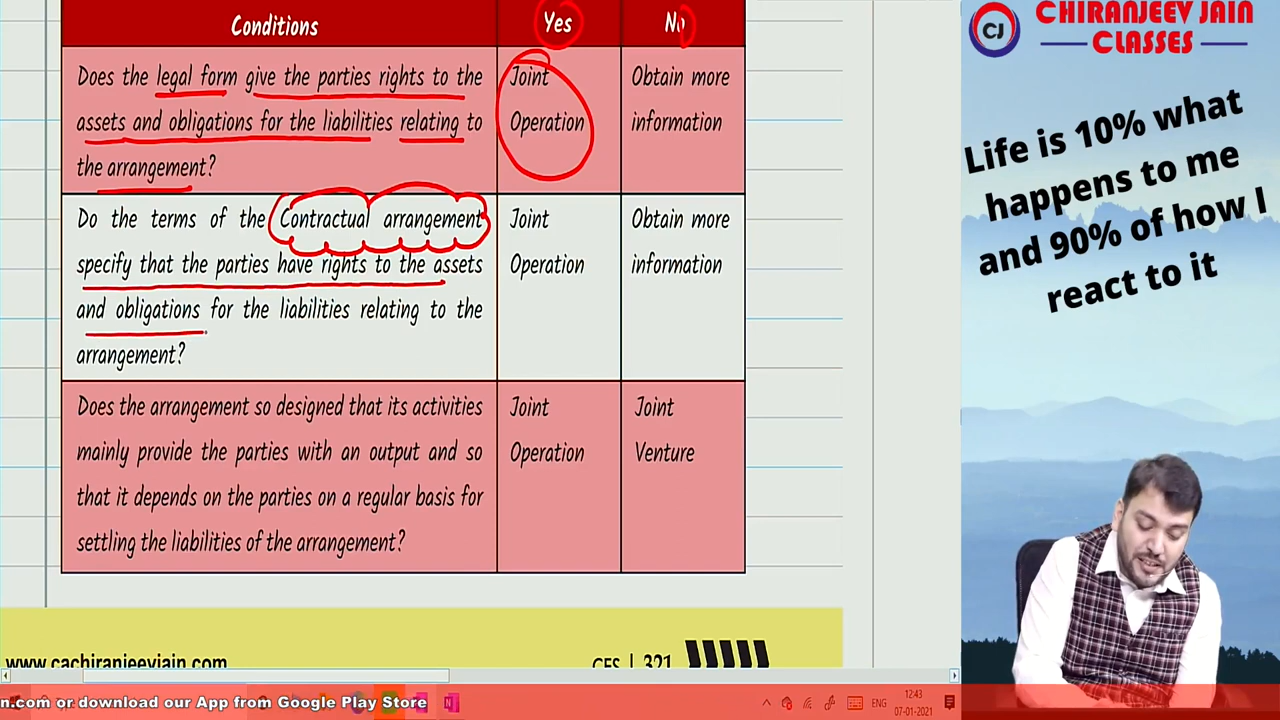 Conditions Yes No
Does the legal form give the parties rights to the
assets and obligations for the liabilities relating to
the arrangement?
Joint
Operation
Obtain more
information
Do the terms of the Contractual arrangement
specify that the parties have rights to the assets
and obligations for the liabilities relating to the
arrangement?
Joint
Operation
Obtain more
information
Does the arrangement so designed that its activities
mainly provide the parties with an output and so
that it depends on the parties on a regular basis for
settling the liabilities of the arrangement?
Joint
Operation
Joint
Venture
www.cachiranjeevjain.com
CFS | 321
n.com or download our App from Google Play Store
ENG
12:43
07-01-2021
CJ
CHIRANJEEV JAIN
CLASSES
Life is 10% what
happens to me
and 90% of how I
react to it